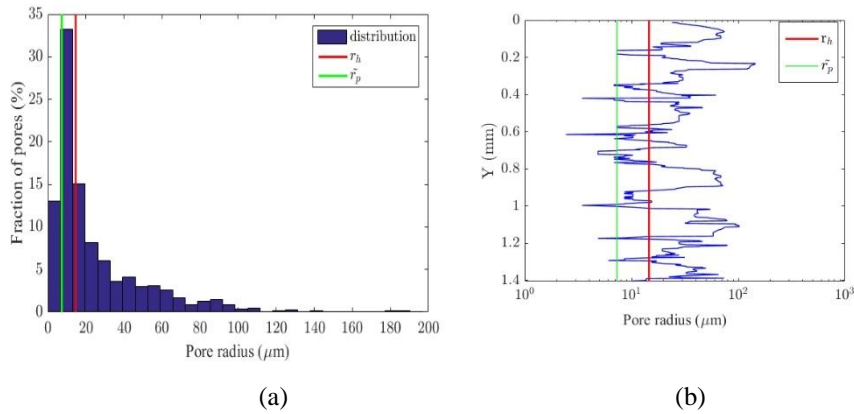 35
30
25
20
15
10
5
0
Fraction of pores (%)
distribution
r_h
r̃_p
0 20 40 60 80 100 120 140 160 180 200
Pore radius (μm)
(a)
0
0.2
0.4
0.6
0.8
1
1.2
1.4
Y (mm)
r_h
r̃_p
10^0 10^1 10^2 10^3
Pore radius (μm)
(b)